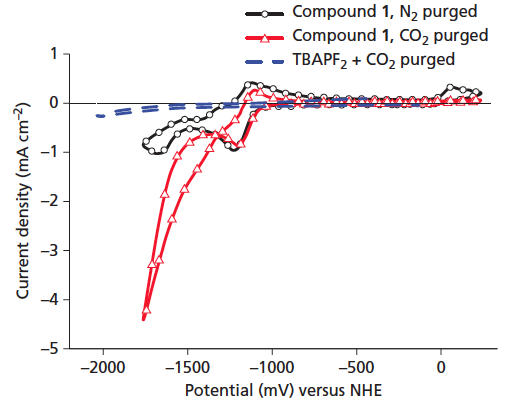 Compound 1, N₂ purged
Compound 1, CO₂ purged
TBAPF₂ + CO₂ purged
1
0
−1
−2
−3
−4
−5
Current density (mA cm⁻²)
−2000 −1500 −1000 −500 0
Potential (mV) versus NHE